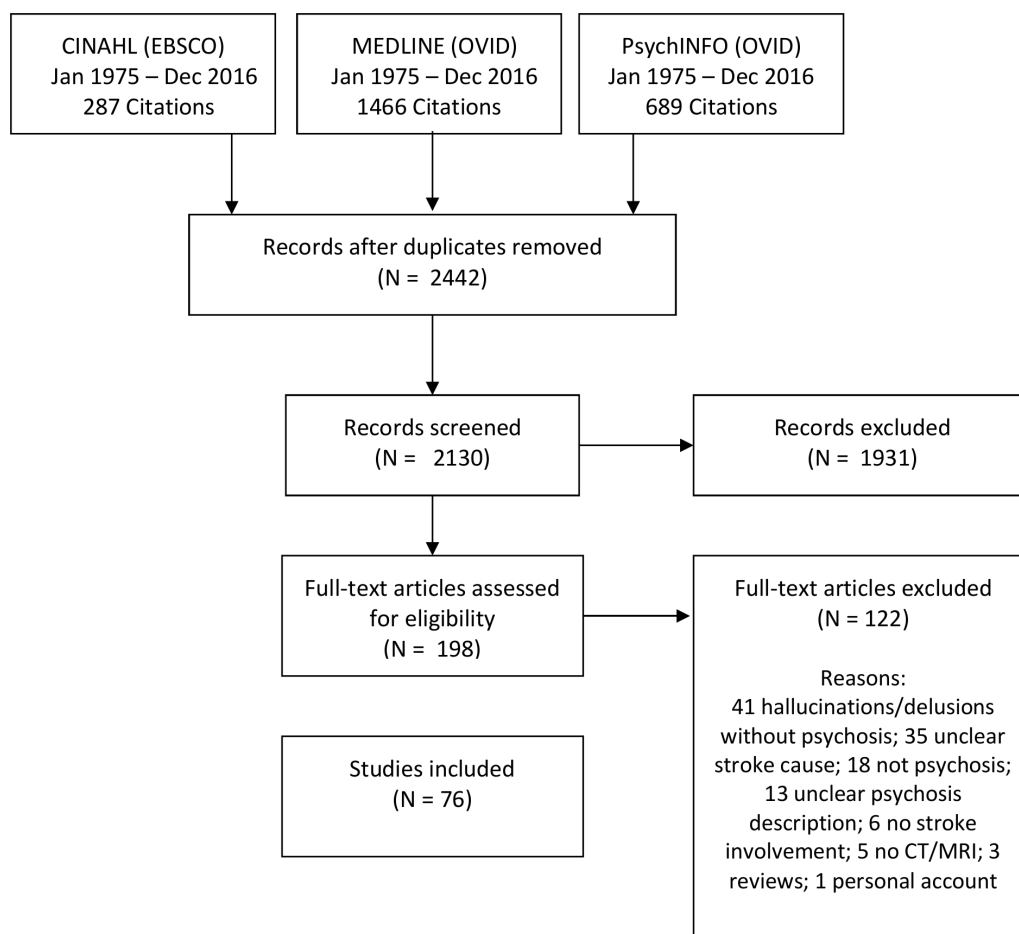 CINAHL (EBSCO)
Jan 1975 – Dec 2016
287 Citations
MEDLINE (OVID)
Jan 1975 – Dec 2016
1466 Citations
PsychINFO (OVID)
Jan 1975 – Dec 2016
689 Citations
Records after duplicates removed
(N = 2442)
Records screened
(N = 2130)
Records excluded
(N = 1931)
Full-text articles assessed
for eligibility
(N = 198)
Full-text articles excluded
(N = 122)
Reasons:
41 hallucinations/delusions
without psychosis; 35 unclear
stroke cause; 18 not psychosis;
13 unclear psychosis
description; 6 no stroke
involvement; 5 no CT/MRI; 3
reviews; 1 personal account
Studies included
(N = 76)